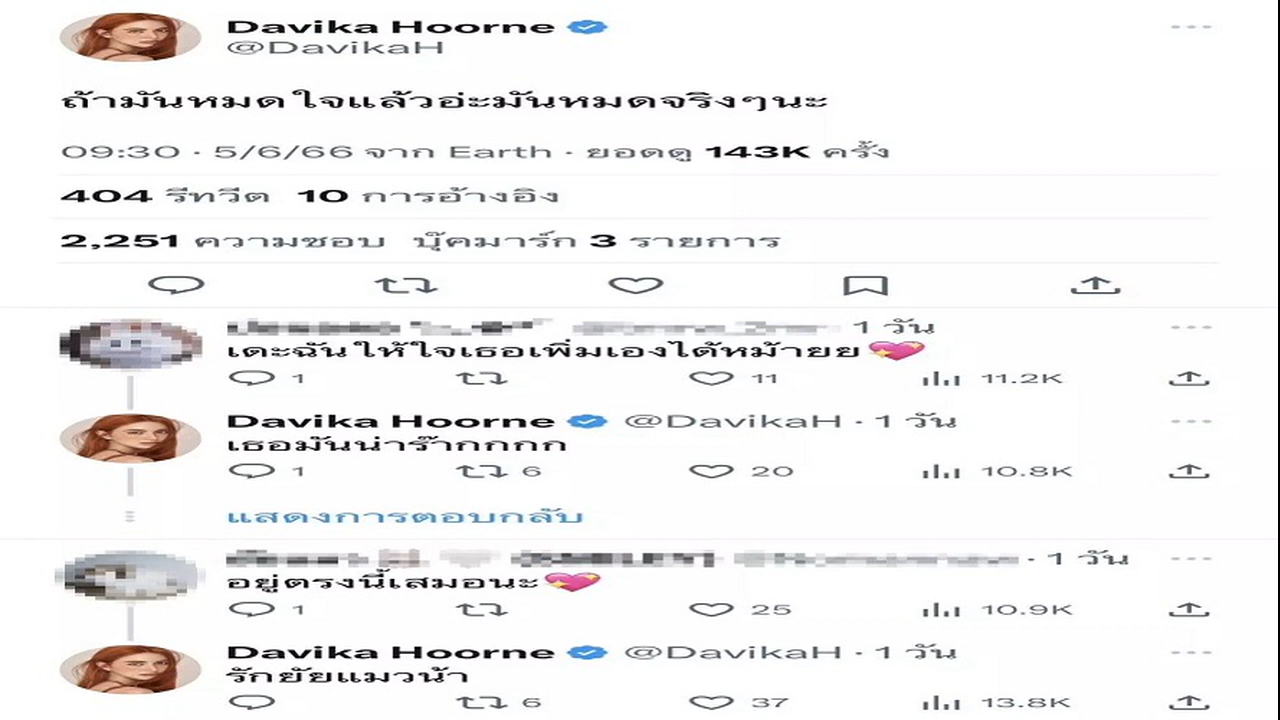 Davika Hoorne
@DavikaH
ถ้ามันหมดใจแล้วอ่ะมันหมดจริงๆนะ
09:30 · 5/6/66 จาก Earth · ยอดดู 143K ครั้ง
404 รีทวีต 10 การอ้างอิง
2,251 ความชอบ บุ๊คมาร์ก 3 รายการ
1 วัน
เดะฉันให้ใจเธอเพิ่มเองได้หม้ายยย💖
1 11 11.2K
Davika Hoorne @DavikaH · 1 วัน
เธอมันน่าร๊ากกกก
1 6 20 10.8K
แสดงการตอบกลับ
· 1 วัน
อยู่ตรงนี้เสมอนะ💖
1 25 10.9K
Davika Hoorne @DavikaH · 1 วัน
รักยัยแมวน้า
6 37 13.8K